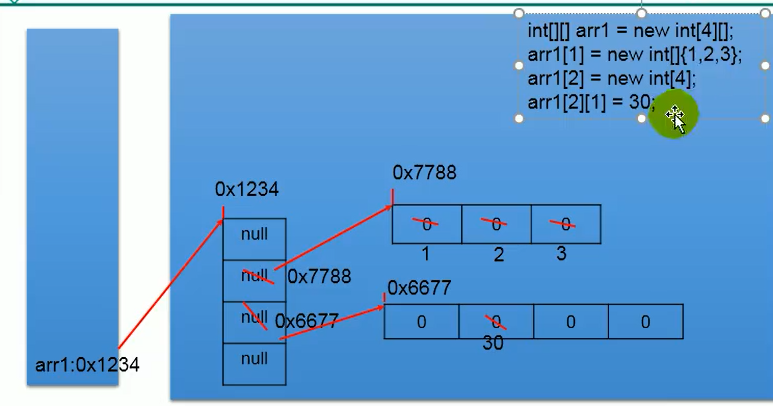 int[][] arr1 = new int[4][];
arr1[1] = new int[]{1,2,3};
arr1[2] = new int[4];
arr1[2][1] = 30;
0x7788
0x1234
0 0 0
null
1 2 3
null 0x7788
0x6677
null 0x6677
0 0 0 0
30
null
arr1:0x1234